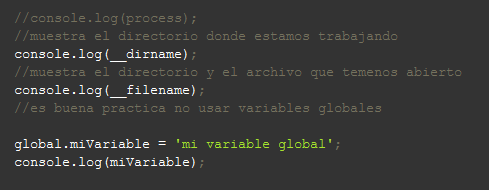 //console.log(process);
//muestra el directorio donde estamos trabajando
console.log(__dirname);
//muestra el directorio y el archivo que temenos abierto
console.log(__filename);
//es buena practica no usar variables globales
global.miVariable = 'mi variable global';
console.log(miVariable);